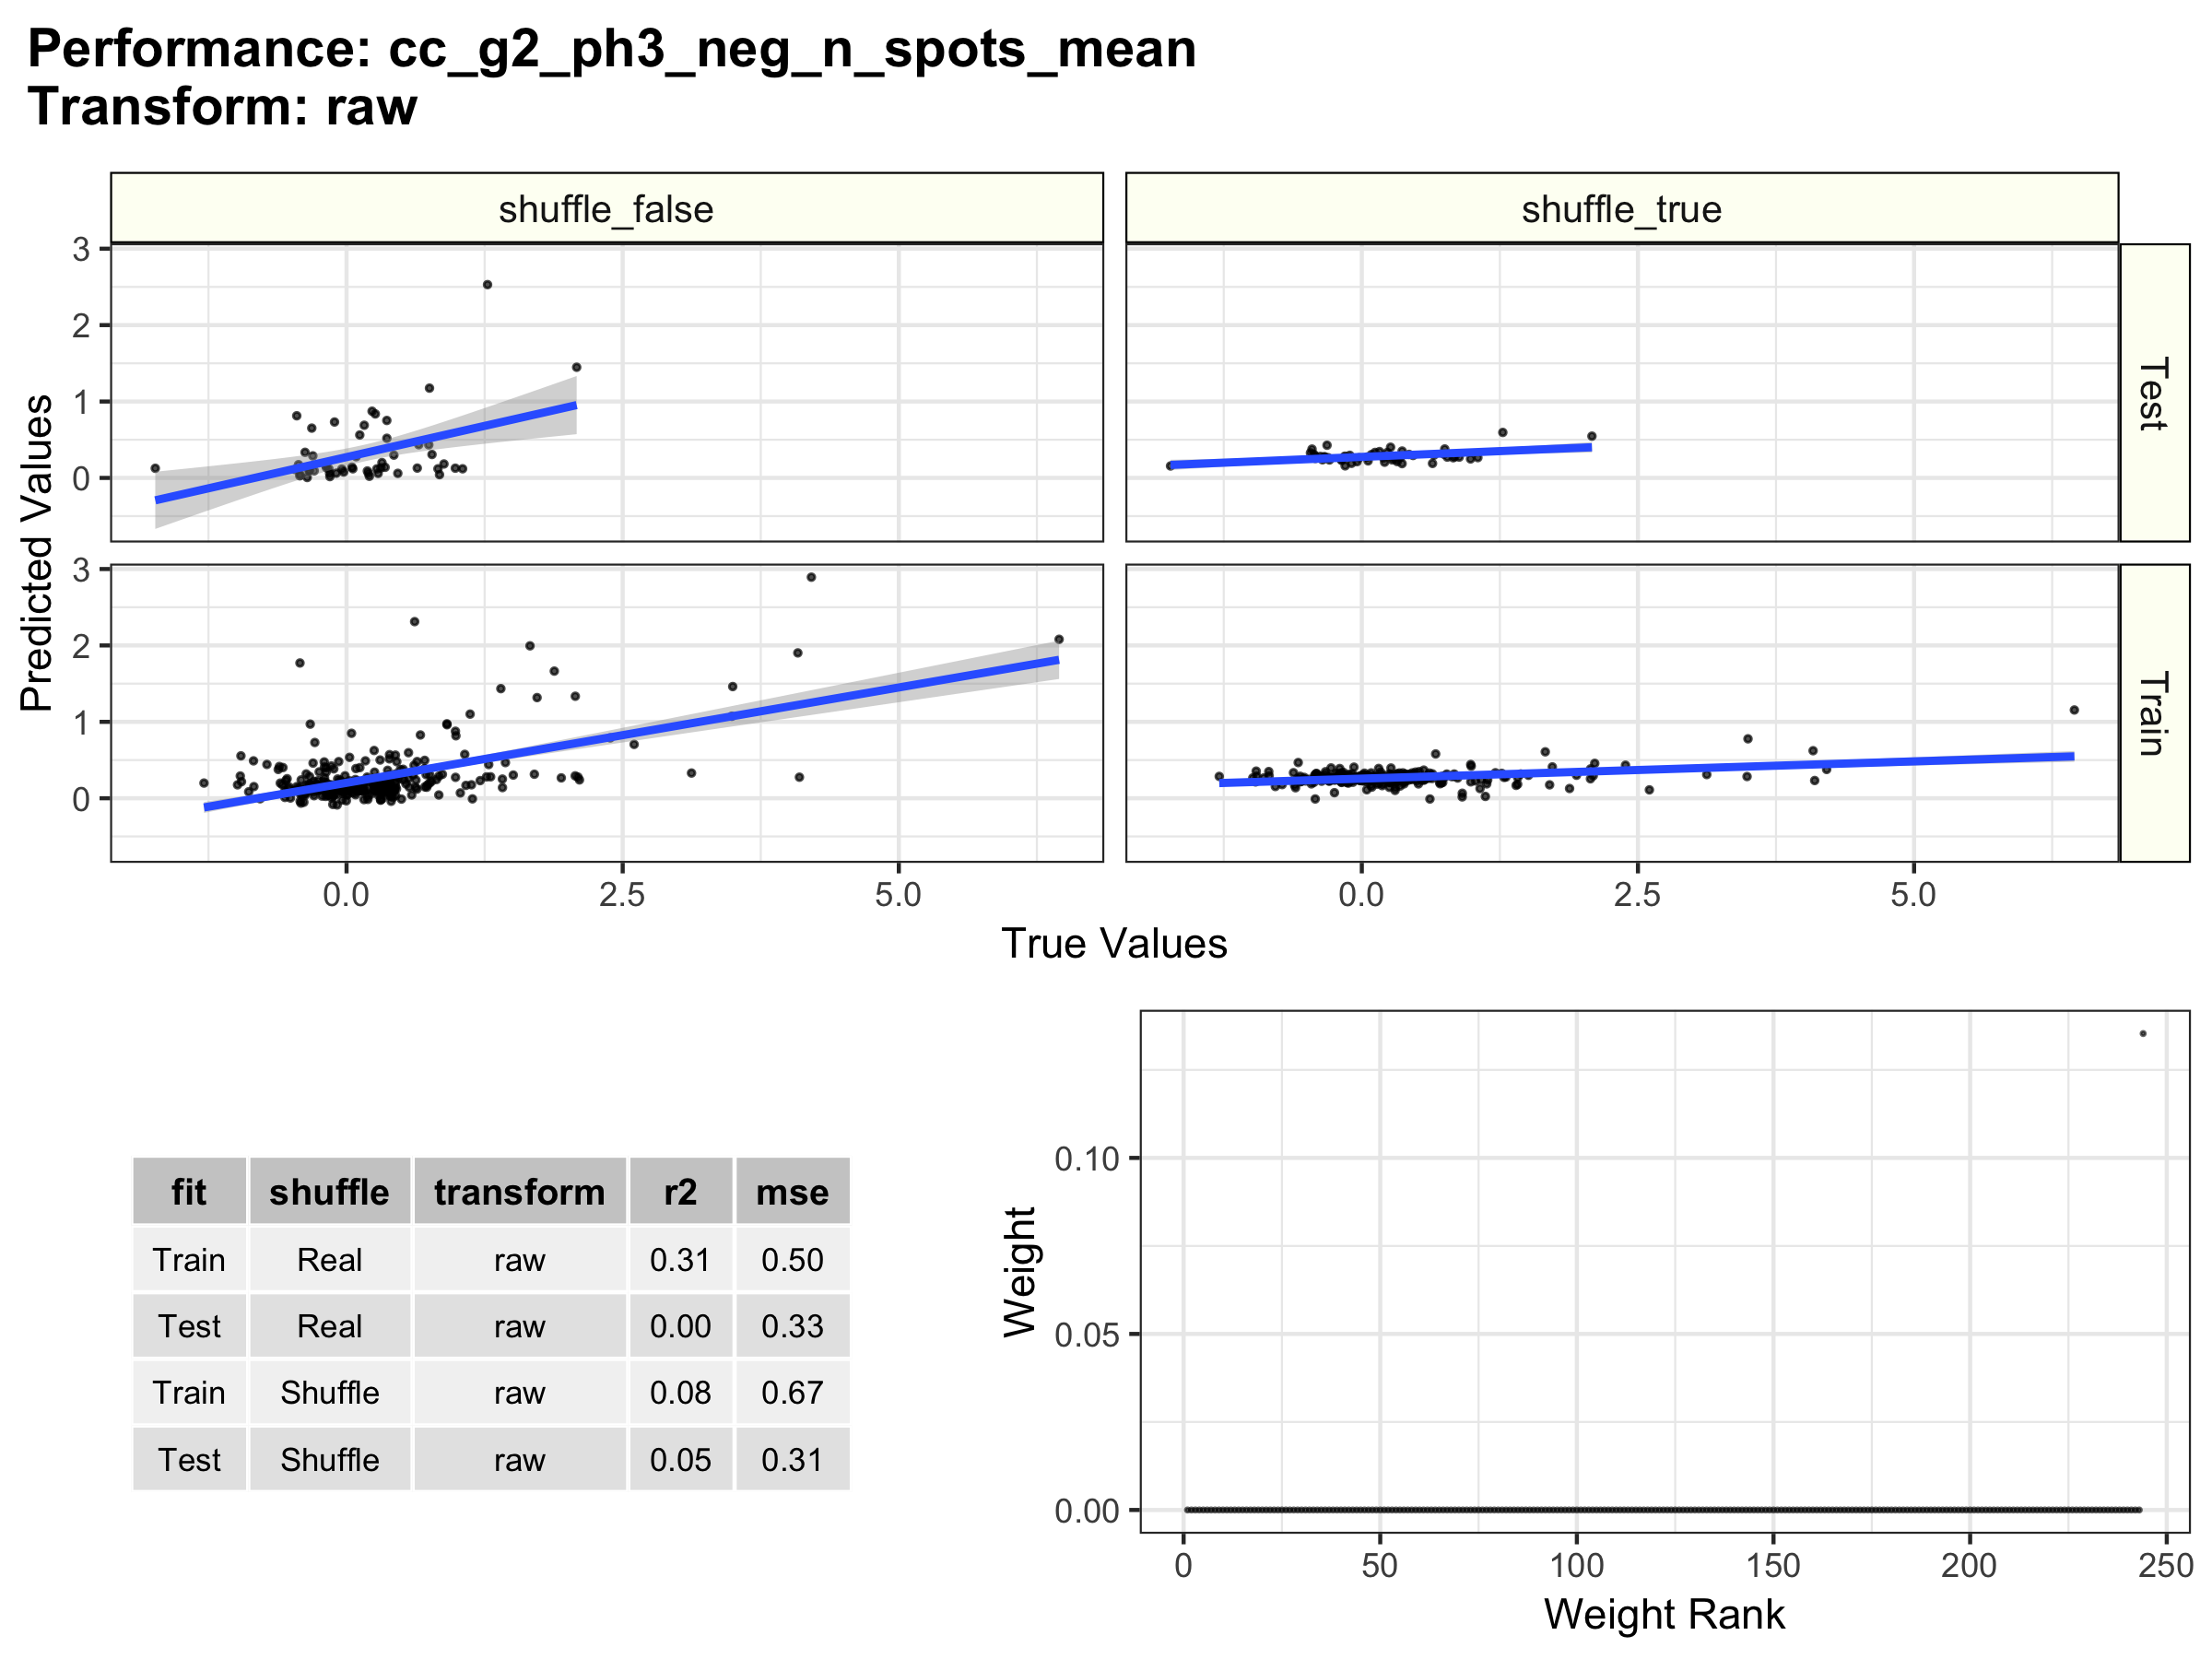 Performance: cc_g2_ph3_neg_n_spots_mean
Transform: raw
shuffle_false
shuffle_true
3
2
1
0
Test
Predicted Values
3
2
1
0
Train
0.0
2.5
5.0
0.0
2.5
5.0
True Values
fit shuffle transform r2 mse
Train Real raw 0.31 0.50
Test Real raw 0.00 0.33
Train Shuffle raw 0.08 0.67
Test Shuffle raw 0.05 0.31
Weight
0.10
0.05
0.00
0
50
100
150
200
250
Weight Rank